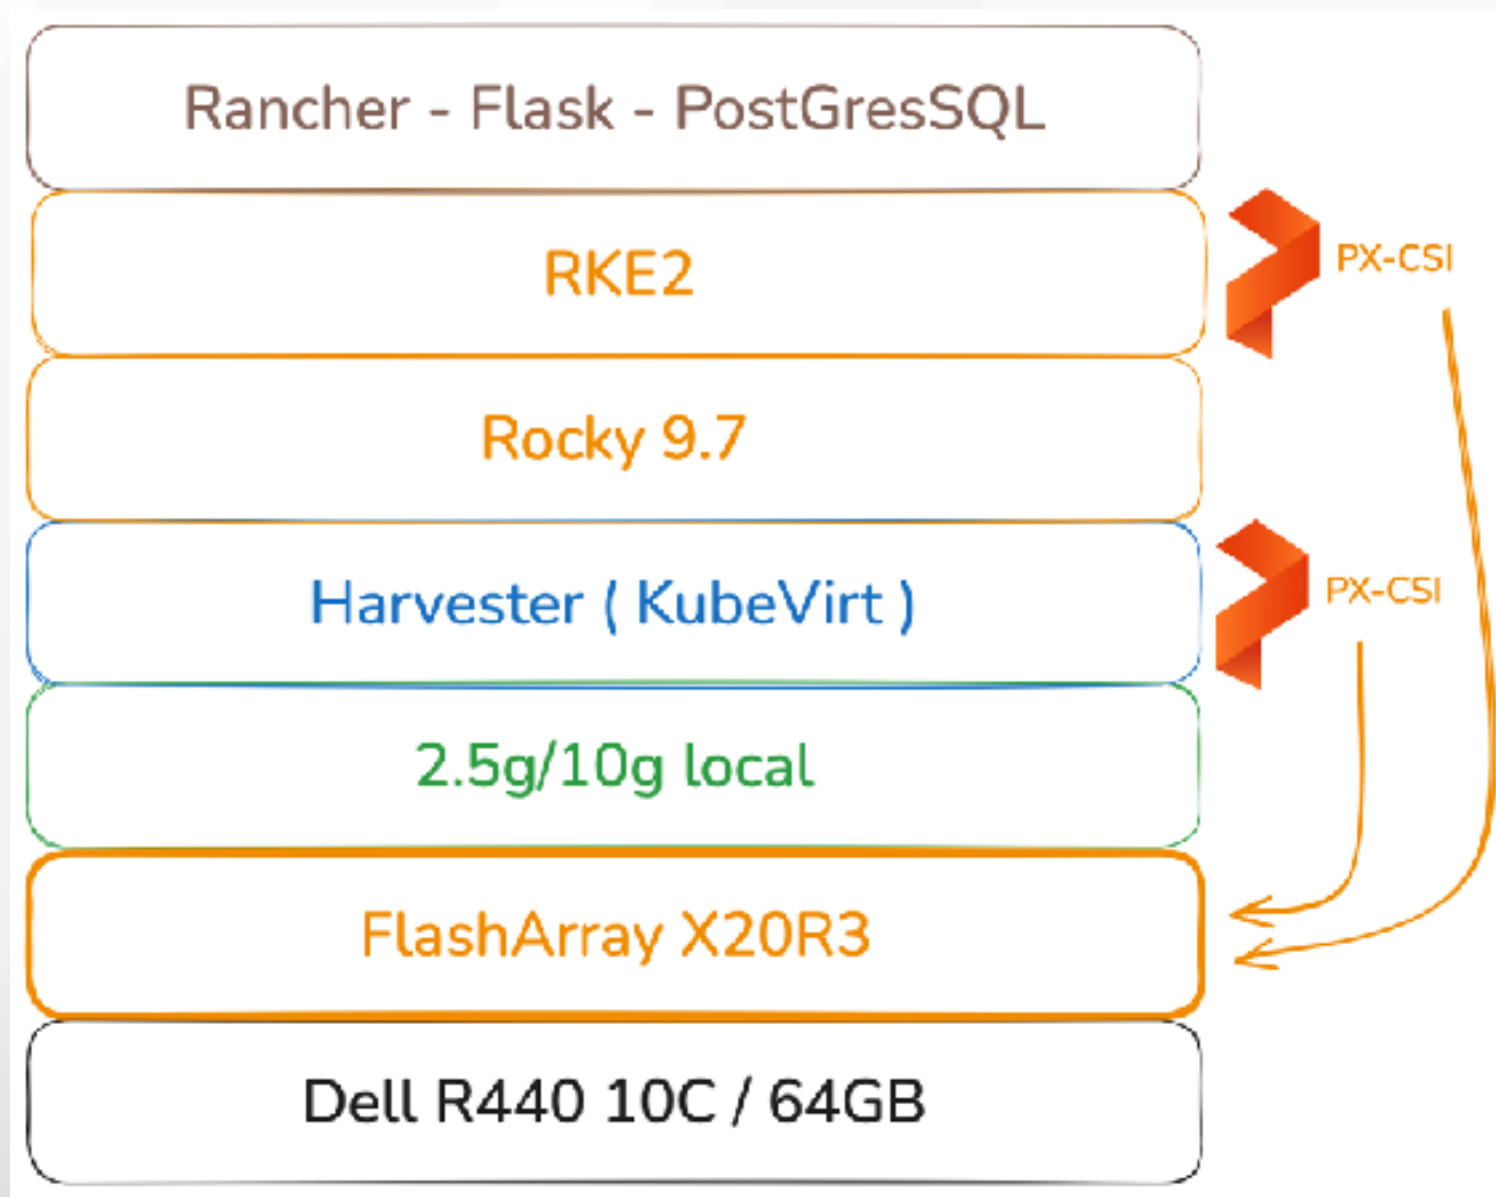 Rancher - Flask - PostGresSQL
RKE2
PX-CSI
Rocky 9.7
Harvester ( KubeVirt )
PX-CSI
2.5g/10g local
FlashArray X20R3
Dell R440 10C / 64GB